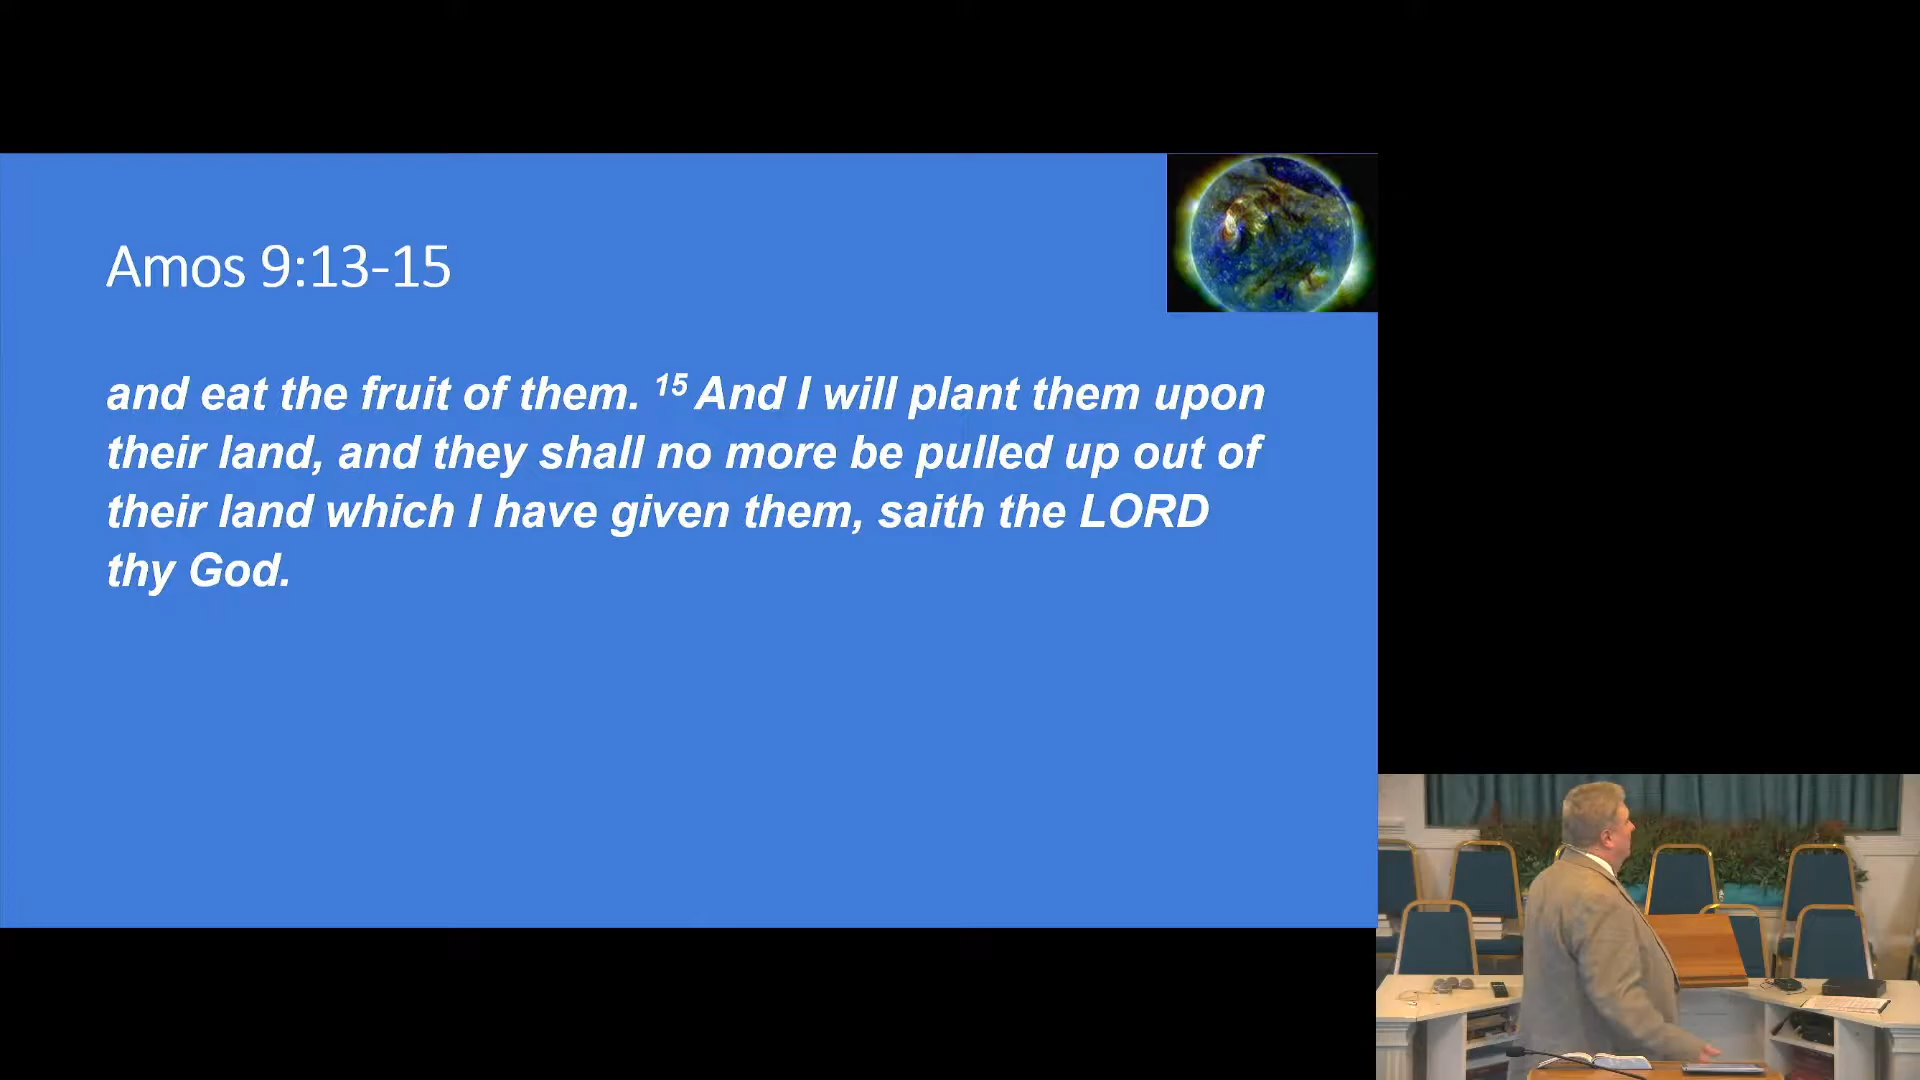 Amos 9:13-15
and eat the fruit of them. 15 And I will plant them upon
their land, and they shall no more be pulled up out of
their land which I have given them, saith the LORD
thy God.